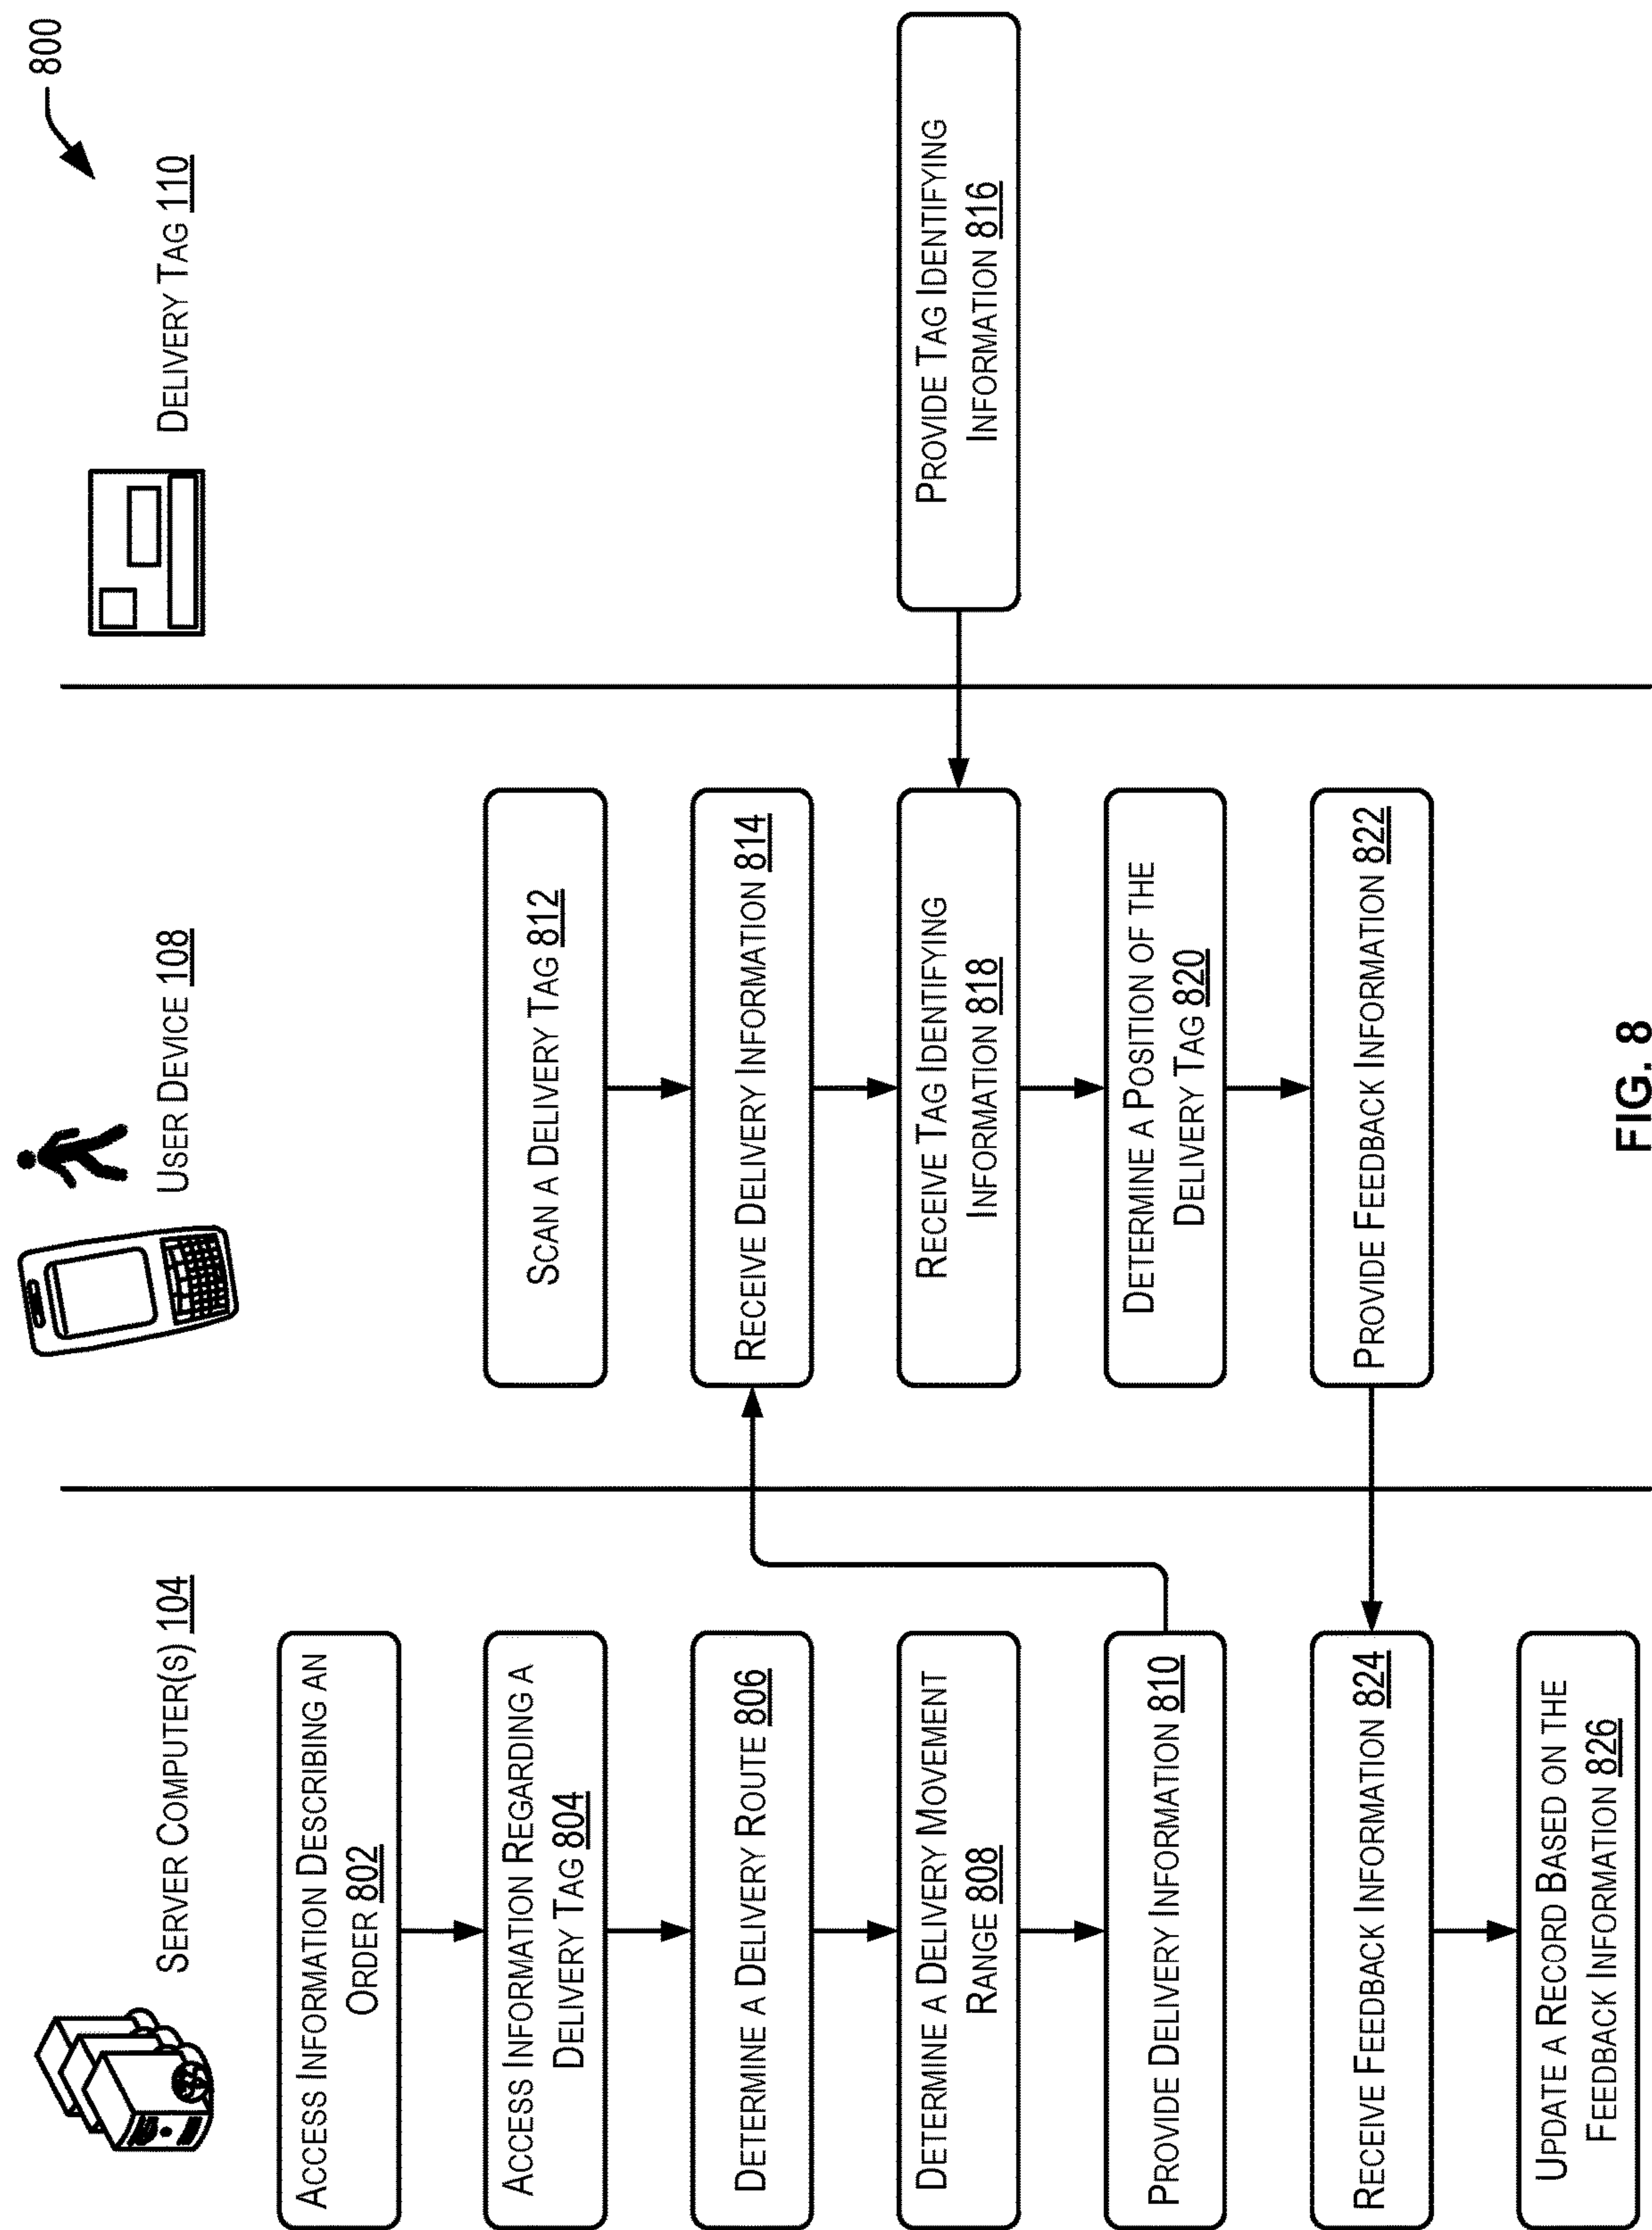 800
SERVER COMPUTER(S) 104
USER DEVICE 108
DELIVERY TAG 110
ACCESS INFORMATION DESCRIBING AN
ORDER 802
ACCESS INFORMATION REGARDING A
DELIVERY TAG 804
DETERMINE A DELIVERY ROUTE 806
DETERMINE A DELIVERY MOVEMENT
RANGE 808
PROVIDE DELIVERY INFORMATION 810
SCAN A DELIVERY TAG 812
RECEIVE DELIVERY INFORMATION 814
PROVIDE TAG IDENTIFYING
INFORMATION 816
RECEIVE TAG IDENTIFYING
INFORMATION 818
DETERMINE A POSITION OF THE
DELIVERY TAG 820
PROVIDE FEEDBACK INFORMATION 822
RECEIVE FEEDBACK INFORMATION 824
UPDATE A RECORD BASED ON THE
FEEDBACK INFORMATION 826
FIG. 8